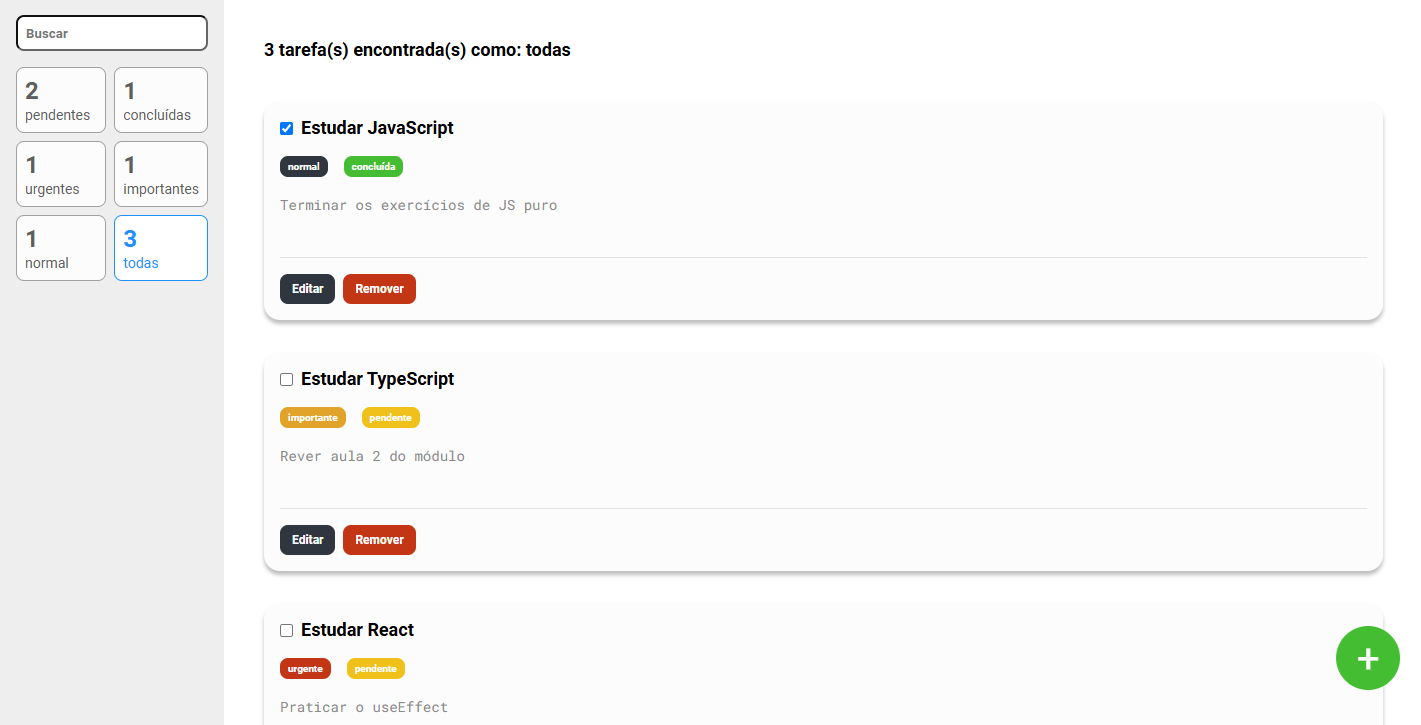 Buscar
2
pendentes
1
concluídas
1
urgentes
1
importantes
1
normal
3
todas
3 tarefa(s) encontrada(s) como: todas
Estudar JavaScript
normal concluída
Terminar os exercícios de JS puro
Editar Remover
Estudar TypeScript
importante pendente
Rever aula 2 do módulo
Editar Remover
Estudar React
urgente pendente
Praticar o useEffect
+